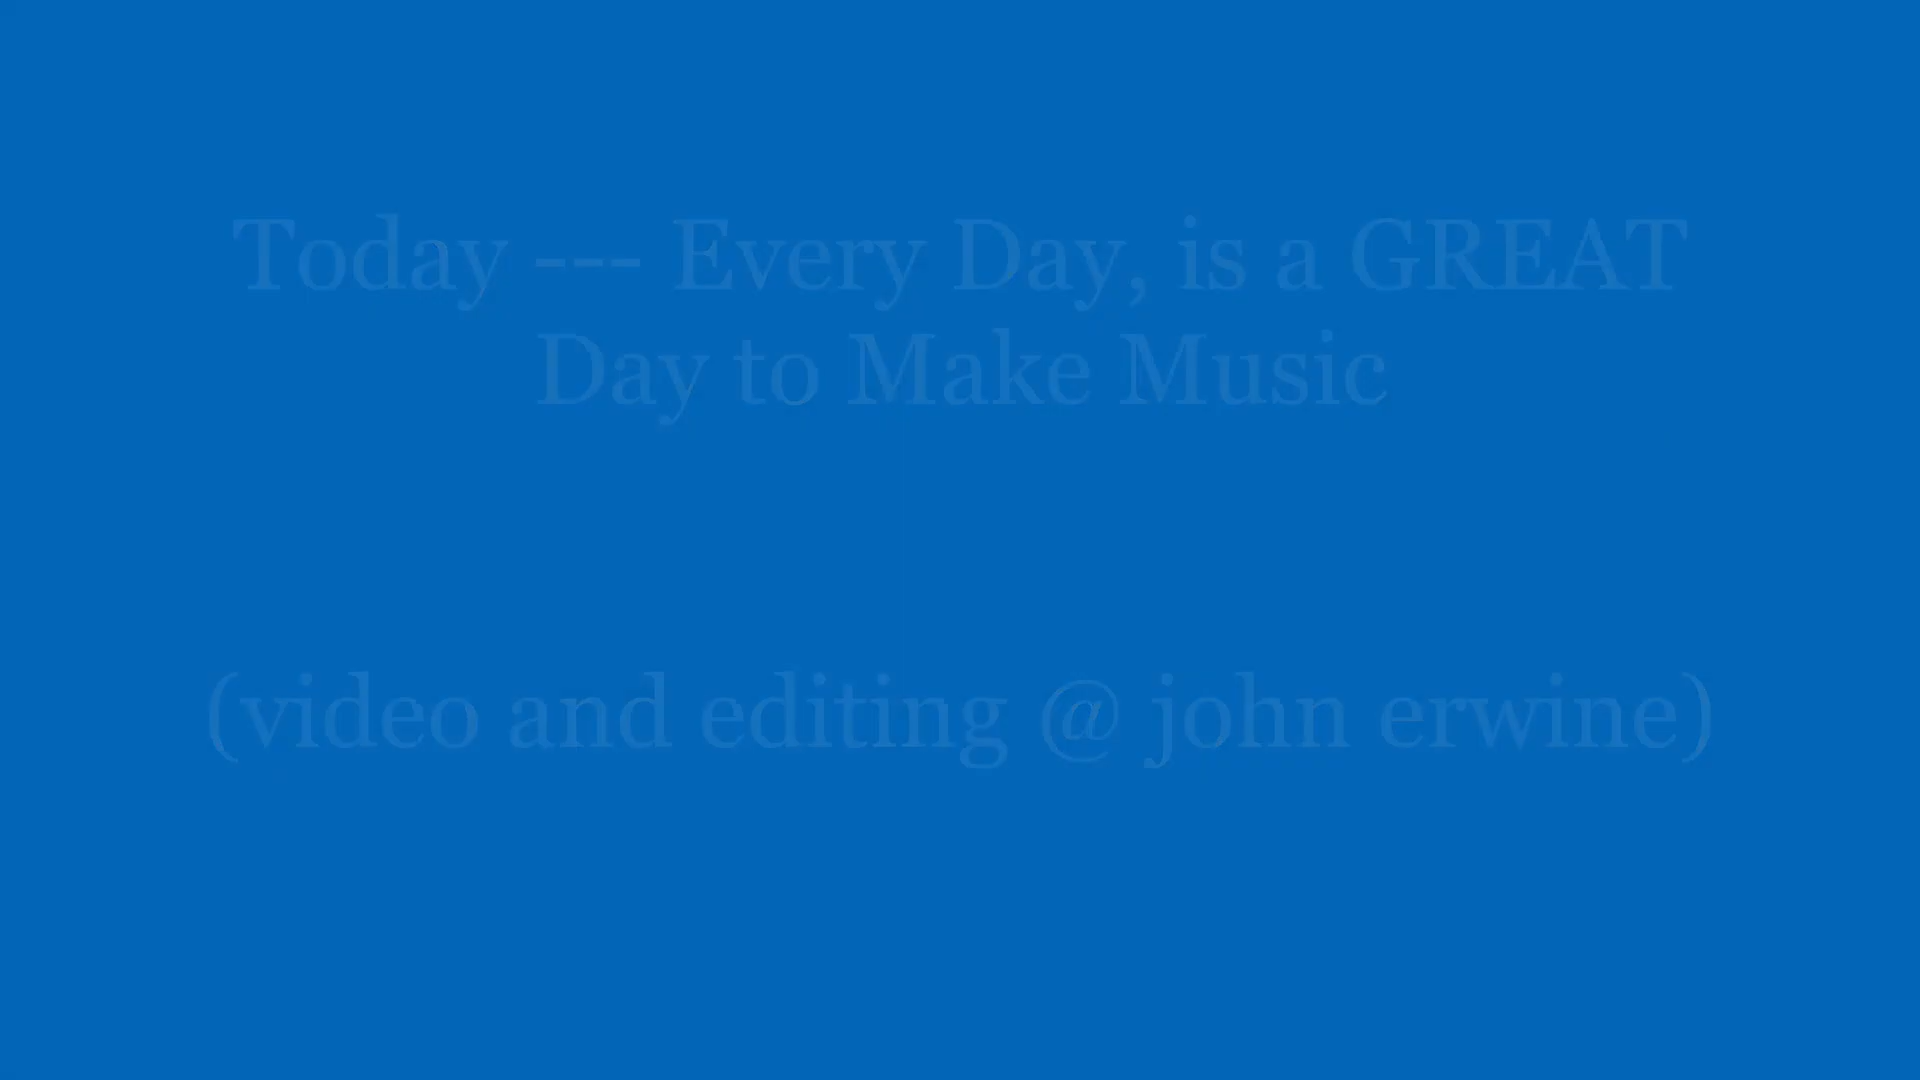 Today --- Every Day, is a GREAT
Day to Make Music
(video and editing @ john erwine)